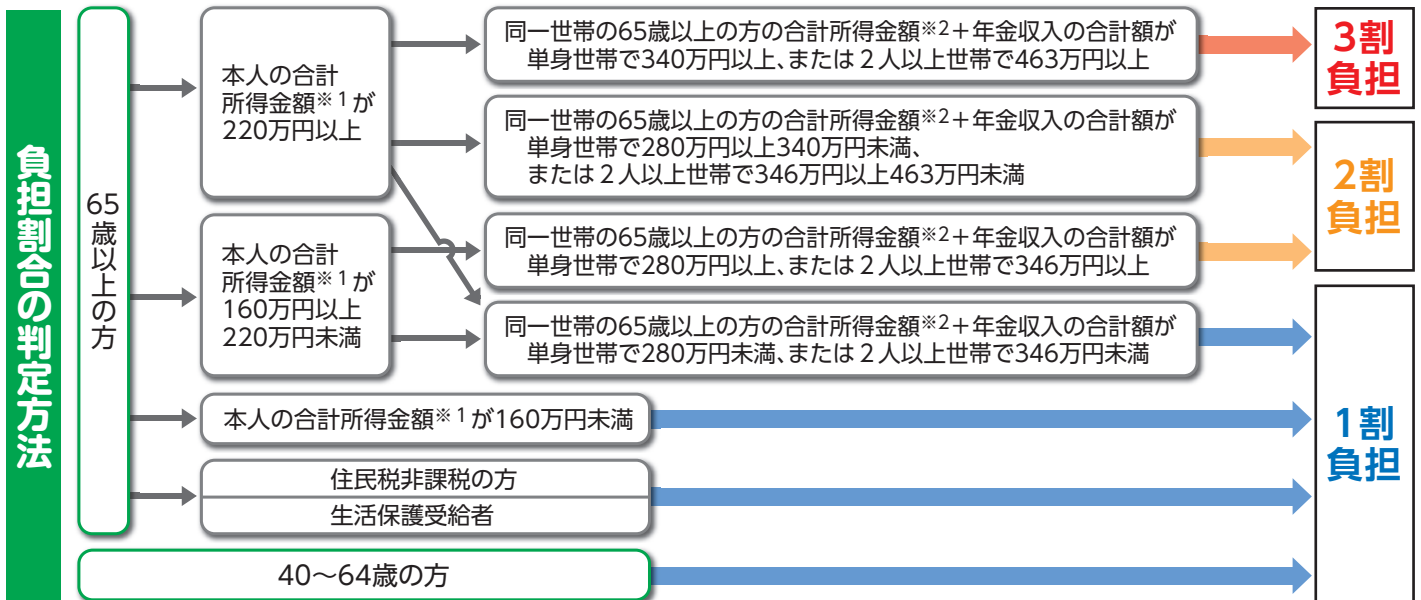 負担割合の判定方法
65歳以上の方
本人の合計
所得金額※1が
220万円以上
同一世帯の65歳以上の方の合計所得金額※2＋年金収入の合計額が
単身世帯で340万円以上、または2人以上世帯で463万円以上
3割
負担
同一世帯の65歳以上の方の合計所得金額※2＋年金収入の合計額が
単身世帯で280万円以上340万円未満、
または2人以上世帯で346万円以上463万円未満
2割
負担
本人の合計
所得金額※1が
160万円以上
220万円未満
同一世帯の65歳以上の方の合計所得金額※2＋年金収入の合計額が
単身世帯で280万円以上、または2人以上世帯で346万円以上
同一世帯の65歳以上の方の合計所得金額※2＋年金収入の合計額が
単身世帯で280万円未満、または2人以上世帯で346万円未満
本人の合計所得金額※1が160万円未満
1割
負担
住民税非課税の方
生活保護受給者
40～64歳の方